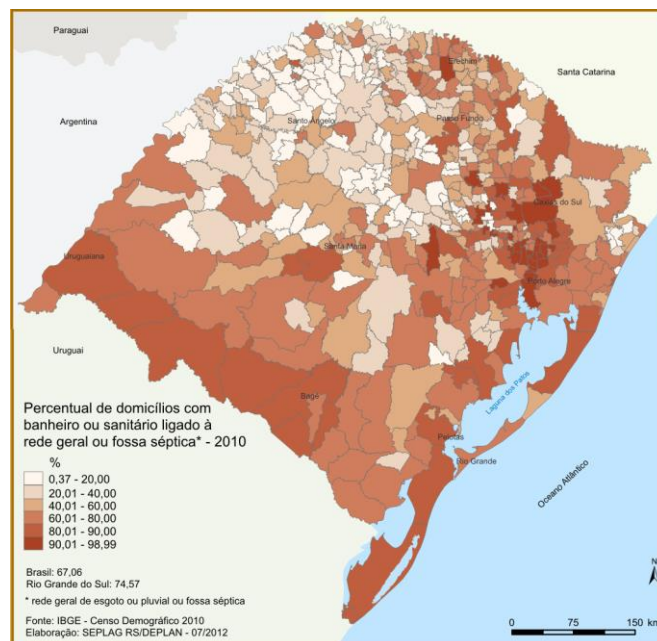 Paraguai
Santa Catarina
Erechim
Argentina
Santo Ângelo
Passo Fundo
Caxias do Sul
Santa Maria
Uruguaiana
Porto Alegre
Uruguai
Laguna dos Patos
Bagé
Pelotas
Rio Grande
Oceano Atlântico
Percentual de domicílios com
banheiro ou sanitário ligado à
rede geral ou fossa séptica* - 2010
%
0,37 - 20,00
20,01 - 40,00
40,01 - 60,00
60,01 - 80,00
80,01 - 90,00
90,01 - 98,99
Brasil: 67,06
Rio Grande do Sul: 74,57
* rede geral de esgoto ou pluvial ou fossa séptica
Fonte: IBGE - Censo Demográfico 2010
Elaboração: SEPLAG RS/DEPLAN - 07/2012
N
0 75 150 km